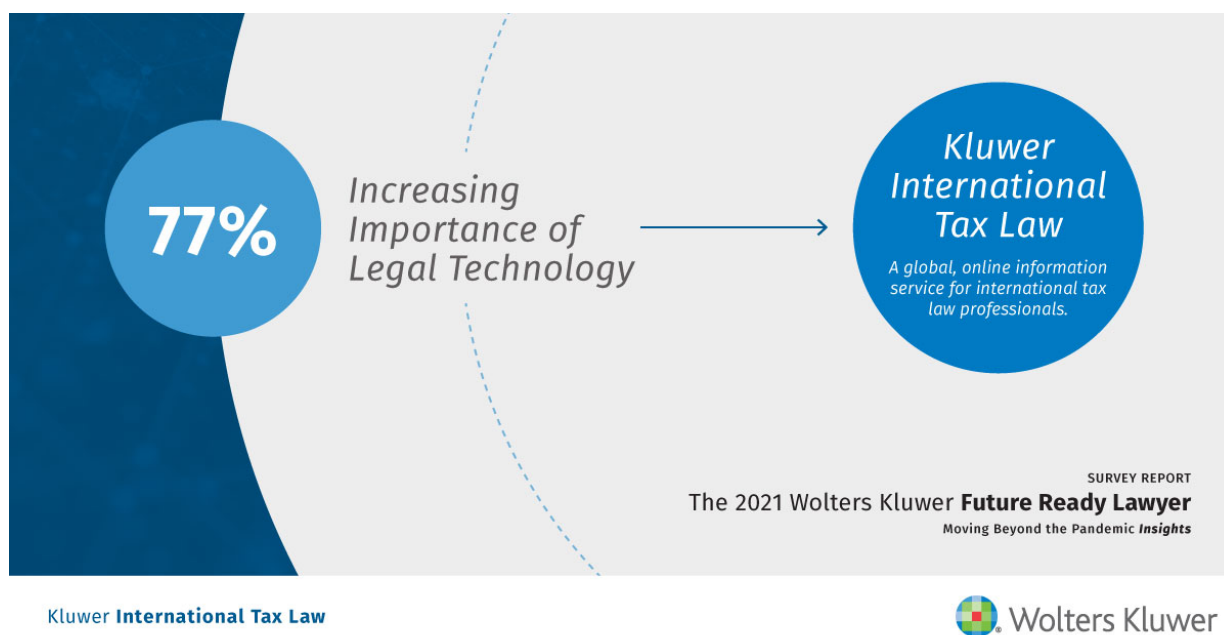 77%
Increasing
Importance of
Legal Technology
Kluwer
International
Tax Law
A global, online information
service for international tax
law professionals.
SURVEY REPORT
The 2021 Wolters Kluwer Future Ready Lawyer
Moving Beyond the Pandemic Insights
Kluwer International Tax Law
Wolters Kluwer